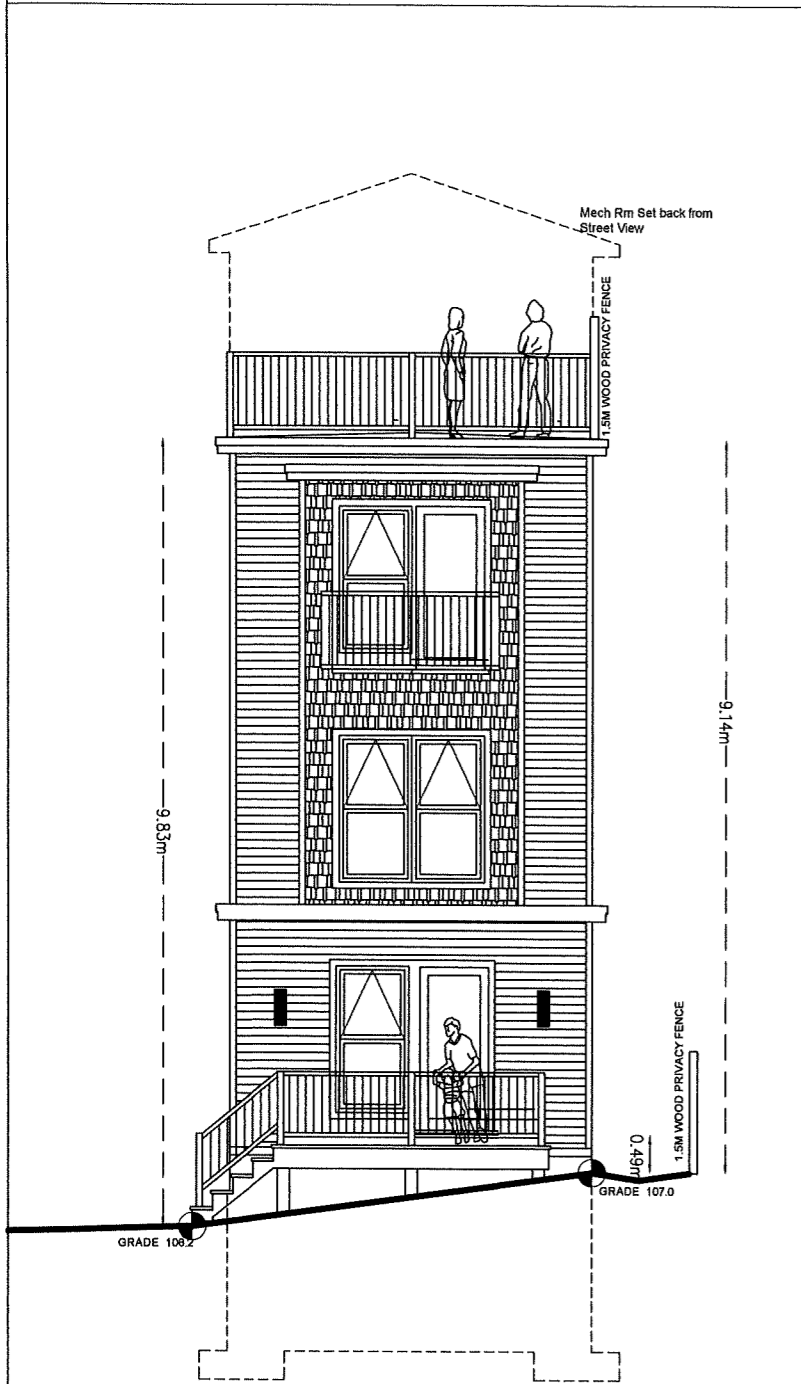 Mech Rm Set back from
Street View
1.5M WOOD PRIVACY FENCE
9.14m
9.83m
1.5M WOOD PRIVACY FENCE
0.49m
GRADE 107.0
GRADE 106.2